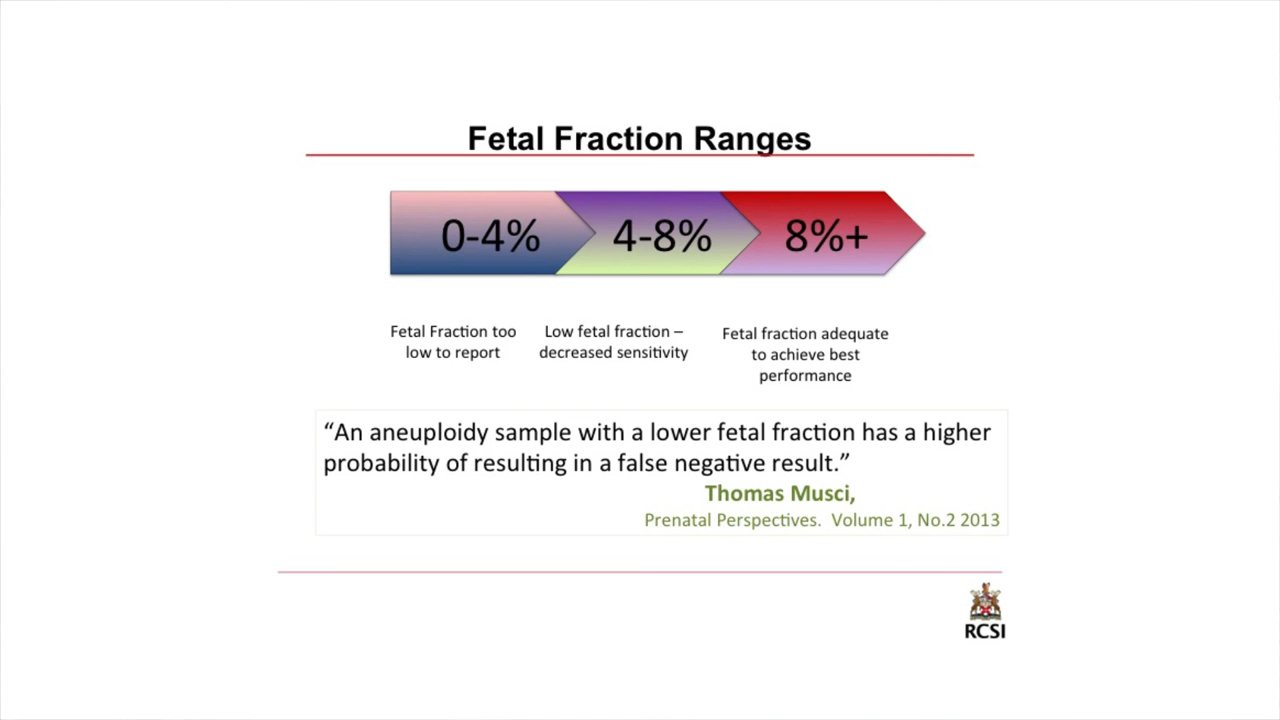 Fetal Fraction Ranges
0-4%
4-8%
8%+
Fetal Fraction too
low to report
Low fetal fraction –
decreased sensitivity
Fetal fraction adequate
to achieve best
performance
“An aneuploidy sample with a lower fetal fraction has a higher
probability of resulting in a false negative result.”
Thomas Musci,
Prenatal Perspectives.  Volume 1, No.2 2013
RCSI